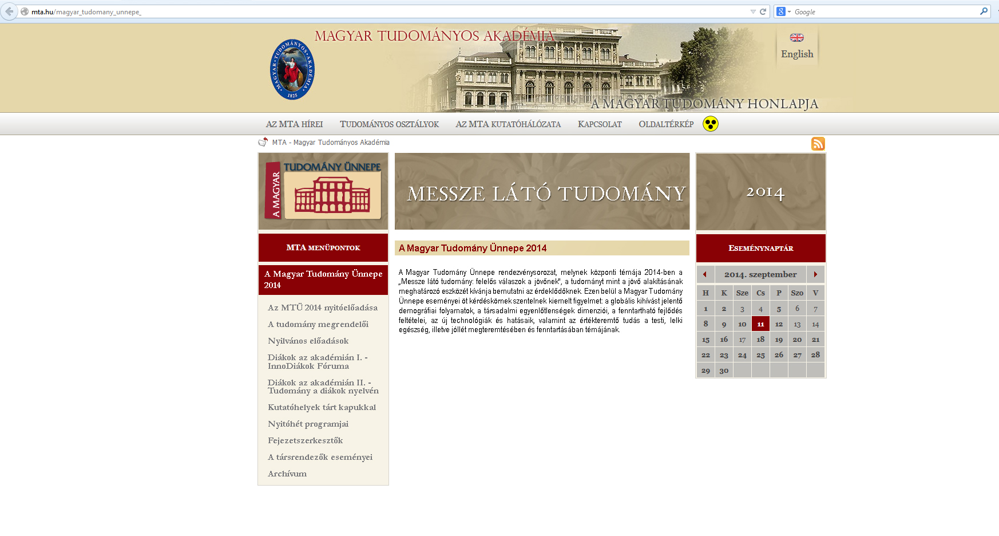 mta.hu/magyar_tudomany_unnepe_
Google
MAGYAR TUDOMÁNYOS AKADÉMIA
MAGYAR · TUDOMÁNYOS · AKADÉMIA ·
1825
English
A MAGYAR TUDOMÁNY HONLAPJA
Az MTA hírei
Tudományos osztályok
Az MTA kutatóhálózata
Kapcsolat
Oldaltérkép
MTA - Magyar Tudományos Akadémia
A MAGYAR
TUDOMÁNY ÜNNEPE
MTA menüpontok
A Magyar Tudomány Ünnepe
2014
Az MTÜ 2014 nyitóelőadása
A tudomány megrendelői
Nyilvános előadások
Diákok az akadémián I. -
InnoDiákok Fóruma
Diákok az akadémián II. -
Tudomány a diákok nyelvén
Kutatóhelyek tárt kapukkal
Nyitóhét programjai
Fejezetszerkesztők
A társrendezők eseményei
Archívum
MESSZE LÁTÓ TUDOMÁNY
A Magyar Tudomány Ünnepe 2014
A Magyar Tudomány Ünnepe rendezvénysorozat, melynek központi témája 2014-ben a
„Messze látó tudomány: felelős válaszok a jövőnek", a tudományt mint a jövő alakításának
meghatározó eszközét kívánja bemutatni az érdeklődőknek. Ezen belül a Magyar Tudomány
Ünnepe eseményei öt kérdéskörnek szentelnek kiemelt figyelmet: a globális kihívást jelentő
demográfiai folyamatok, a társadalmi egyenlőtlenségek dimenziói, a fenntartható fejlődés
feltételei, az új technológiák és hatásaik, valamint az értékteremtő tudás a testi, lelki
egészség, illetve jóllét megteremtésében és fenntartásában témájának.
2014
Eseménynaptár
2014. szeptember
H K Sze Cs P Szo V
1 2 3 4 5 6 7
8 9 10 11 12 13 14
15 16 17 18 19 20 21
22 23 24 25 26 27 28
29 30